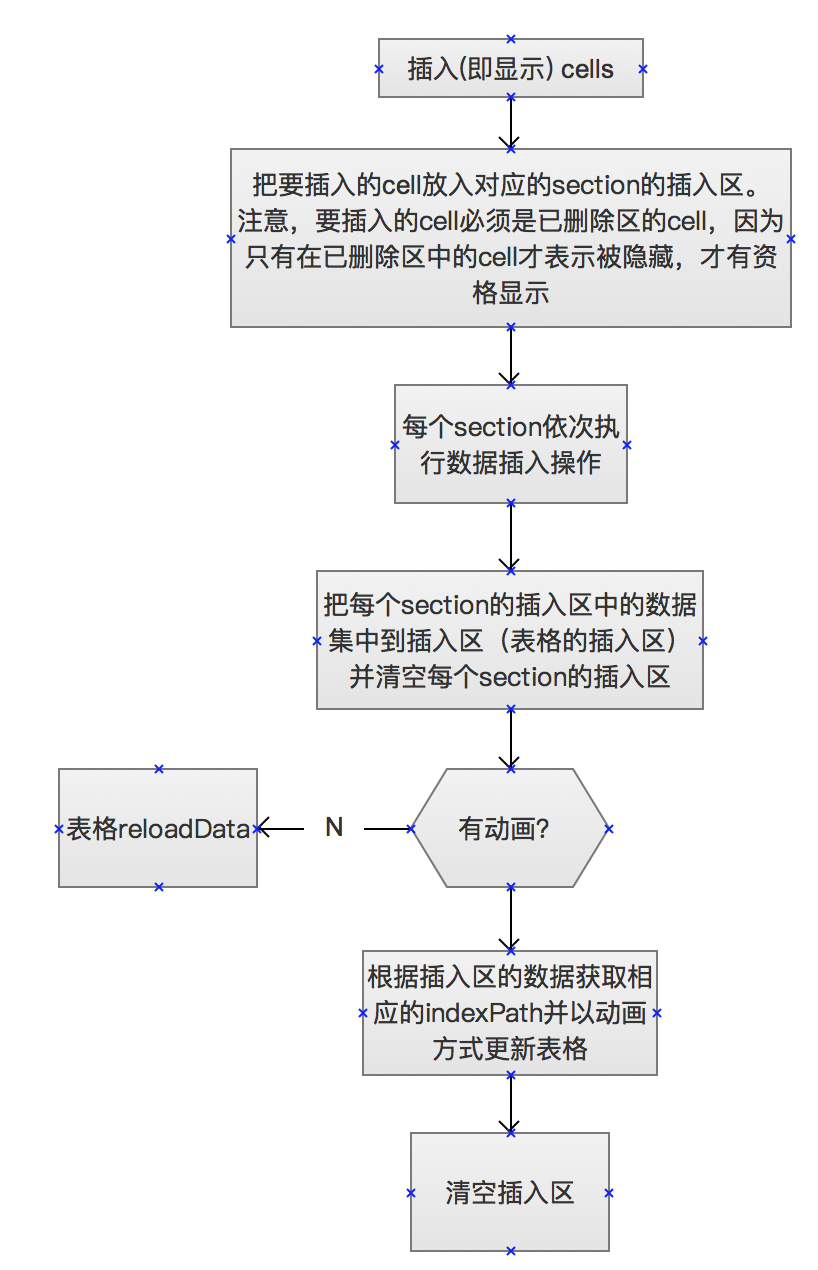 插入(即显示) cells
把要插入的cell放入对应的section的插入区。
注意，要插入的cell必须是已删除区的cell，因为
只有在已删除区中的cell才表示被隐藏，才有资
格显示
每个section依次执
行数据插入操作
把每个section的插入区中的数据
集中到插入区（表格的插入区）
并清空每个section的插入区
有动画?
N
表格reloadData
根据插入区的数据获取相
应的indexPath并以动画
方式更新表格
清空插入区